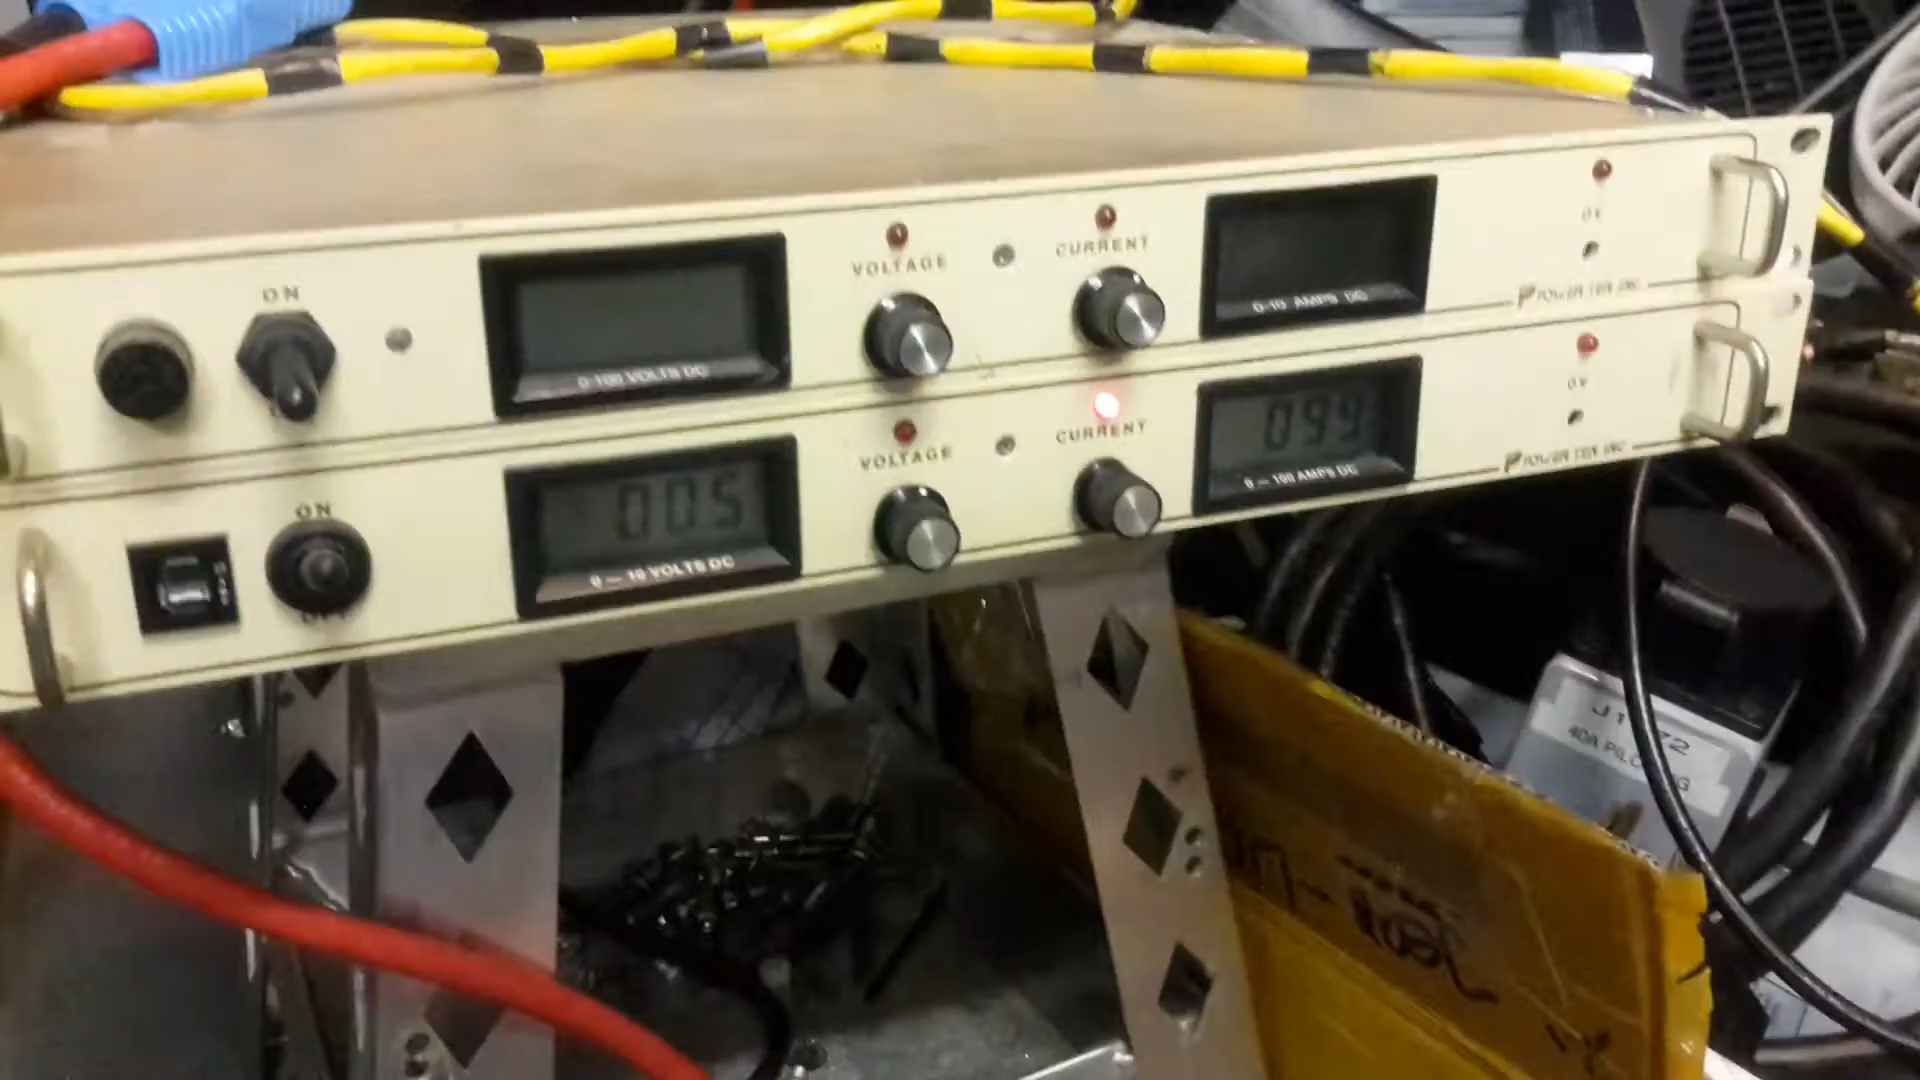 ON
0-100 VOLTS DC
VOLTAGE
CURRENT
0-10 AMPS DC
OV
POWER TEN INC
ON
005
0 — 10 VOLTS DC
VOLTAGE
CURRENT
099
0 — 100 AMPS DC
OV
POWER TEN INC
40A PIL